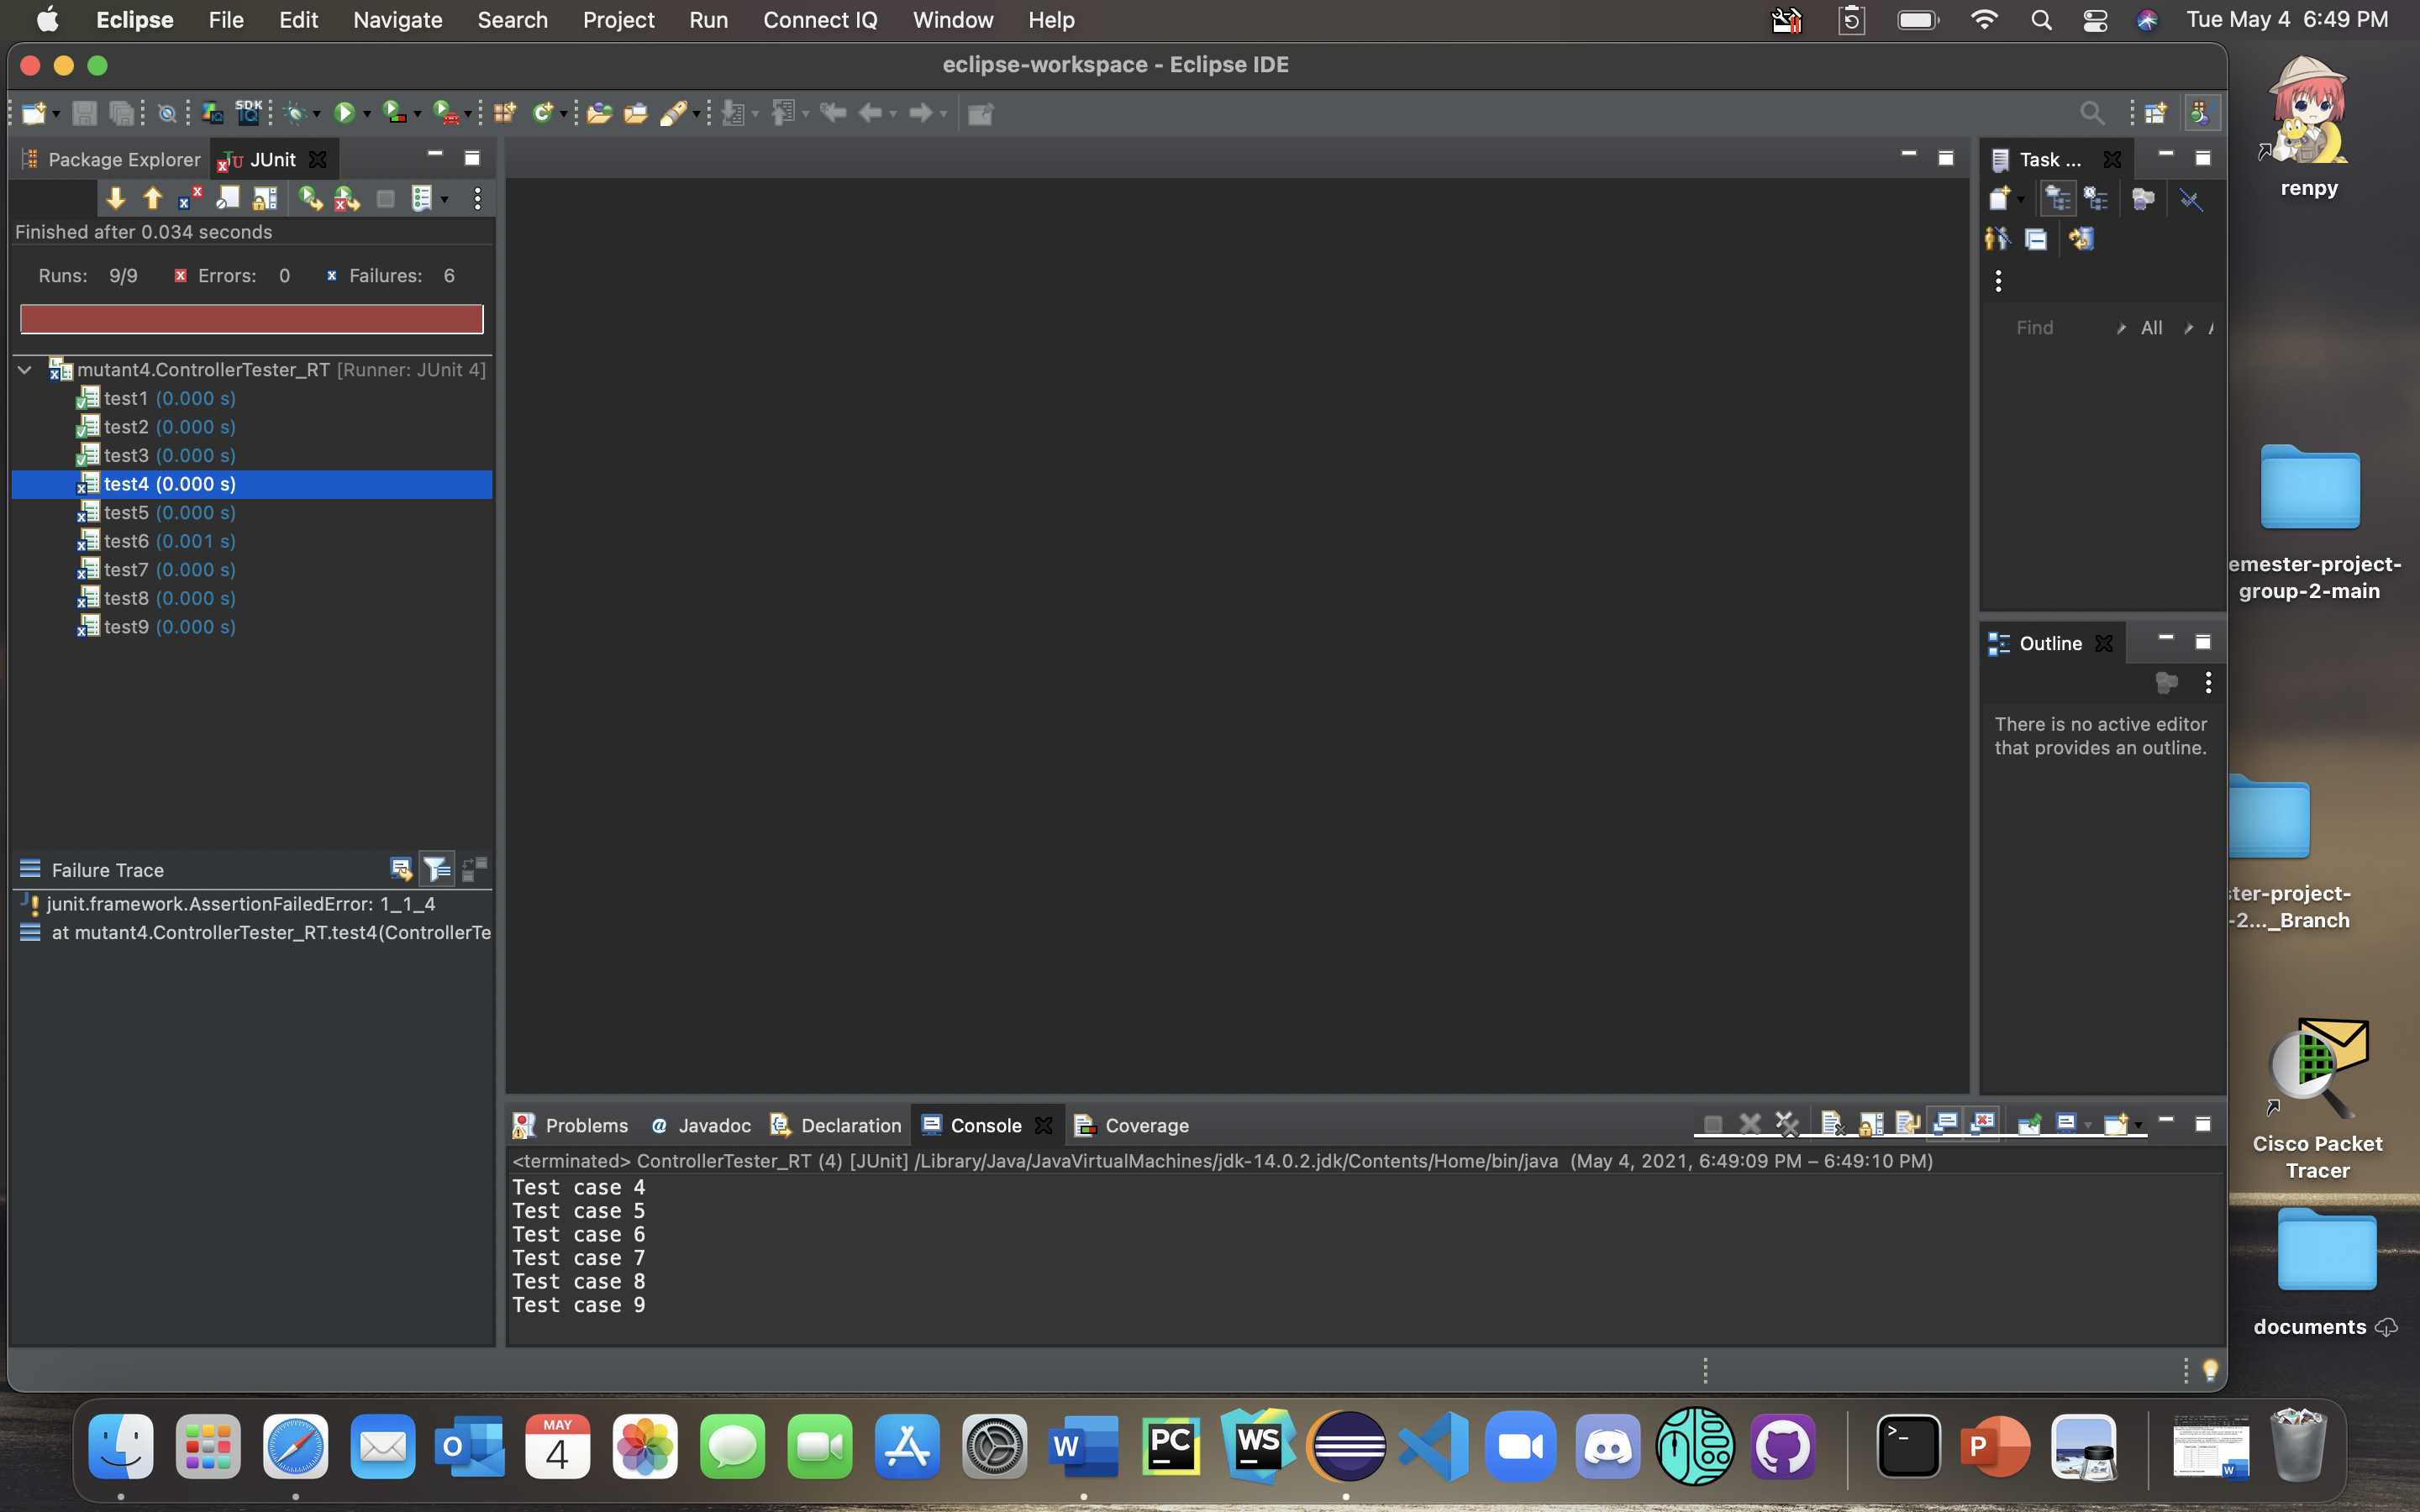 Eclipse File Edit Navigate Search Project Run Connect IQ Window Help Tue May 4 6:49 PM
eclipse-workspace - Eclipse IDE
SDK
IQ
Package Explorer JUnit
Task ...
Finished after 0.034 seconds
Runs: 9/9 Errors: 0 Failures: 6
Find All
mutant4.ControllerTester_RT [Runner: JUnit 4]
test1 (0.000 s)
test2 (0.000 s)
test3 (0.000 s)
test4 (0.000 s)
test5 (0.000 s)
test6 (0.001 s)
test7 (0.000 s)
test8 (0.000 s)
test9 (0.000 s)
Outline
There is no active editor
that provides an outline.
Failure Trace
junit.framework.AssertionFailedError: 1_1_4
at mutant4.ControllerTester_RT.test4(ControllerTe
Problems Javadoc Declaration Console Coverage
<terminated> ControllerTester_RT (4) [JUnit] /Library/Java/JavaVirtualMachines/jdk-14.0.2.jdk/Contents/Home/bin/java (May 4, 2021, 6:49:09 PM – 6:49:10 PM)
Test case 4
Test case 5
Test case 6
Test case 7
Test case 8
Test case 9
renpy
emester-project-
group-2-main
ster-project-
-2..._Branch
Cisco Packet
Tracer
documents
MAY
4
O
W
PC
WS
>_
P
W